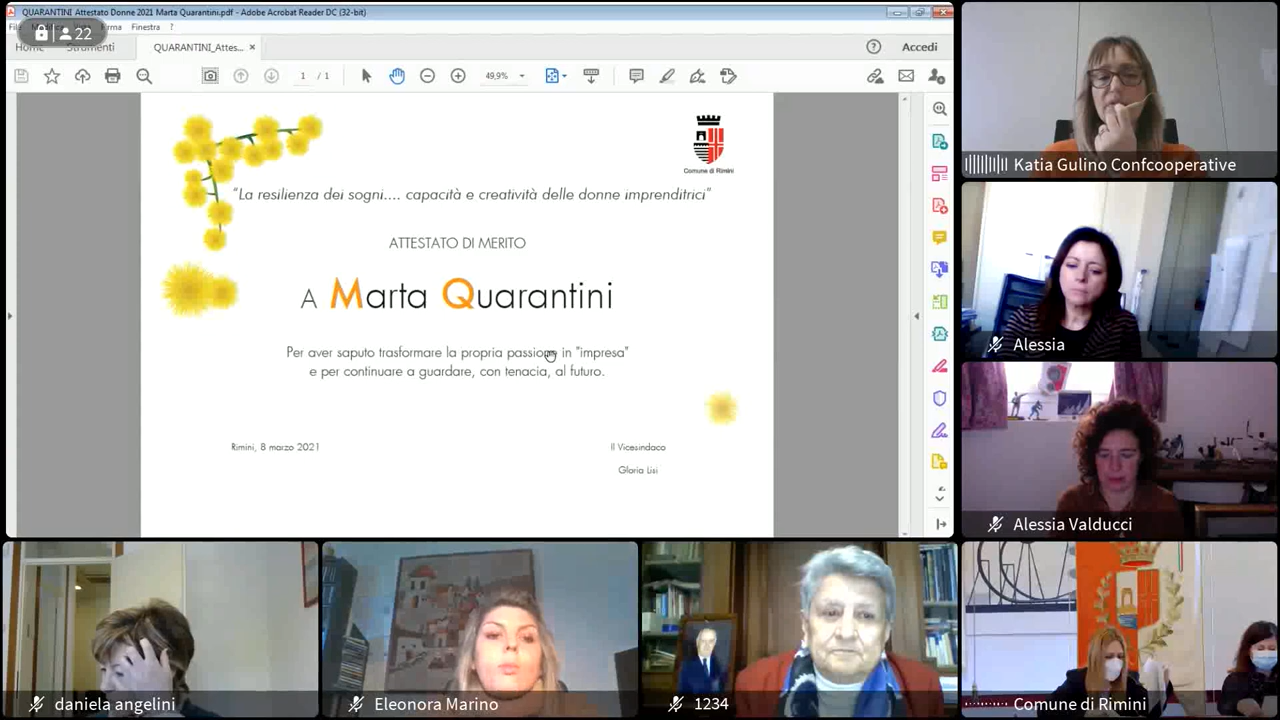 QUARANTINI Attestato Donne 2021 Marta Quarantini.pdf - Adobe Acrobat Reader DC (32-bit)
Finestra ?
22
Strumenti
QUARANTINI_Attes... ×
Accedi
1 / 1
49,9%
Comune di Rimini
"La resilienza dei sogni.... capacità e creatività delle donne imprenditrici"
ATTESTATO DI MERITO
A Marta Quarantini
Per aver saputo trasformare la propria passione in "impresa"
e per continuare a guardare, con tenacia, al futuro.
Rimini, 8 marzo 2021
Il Vicesindaco
Gloria Lisi
Katia Gulino Confcooperative
Alessia
Alessia Valducci
daniela angelini
Eleonora Marino
1234
Comune di Rimini